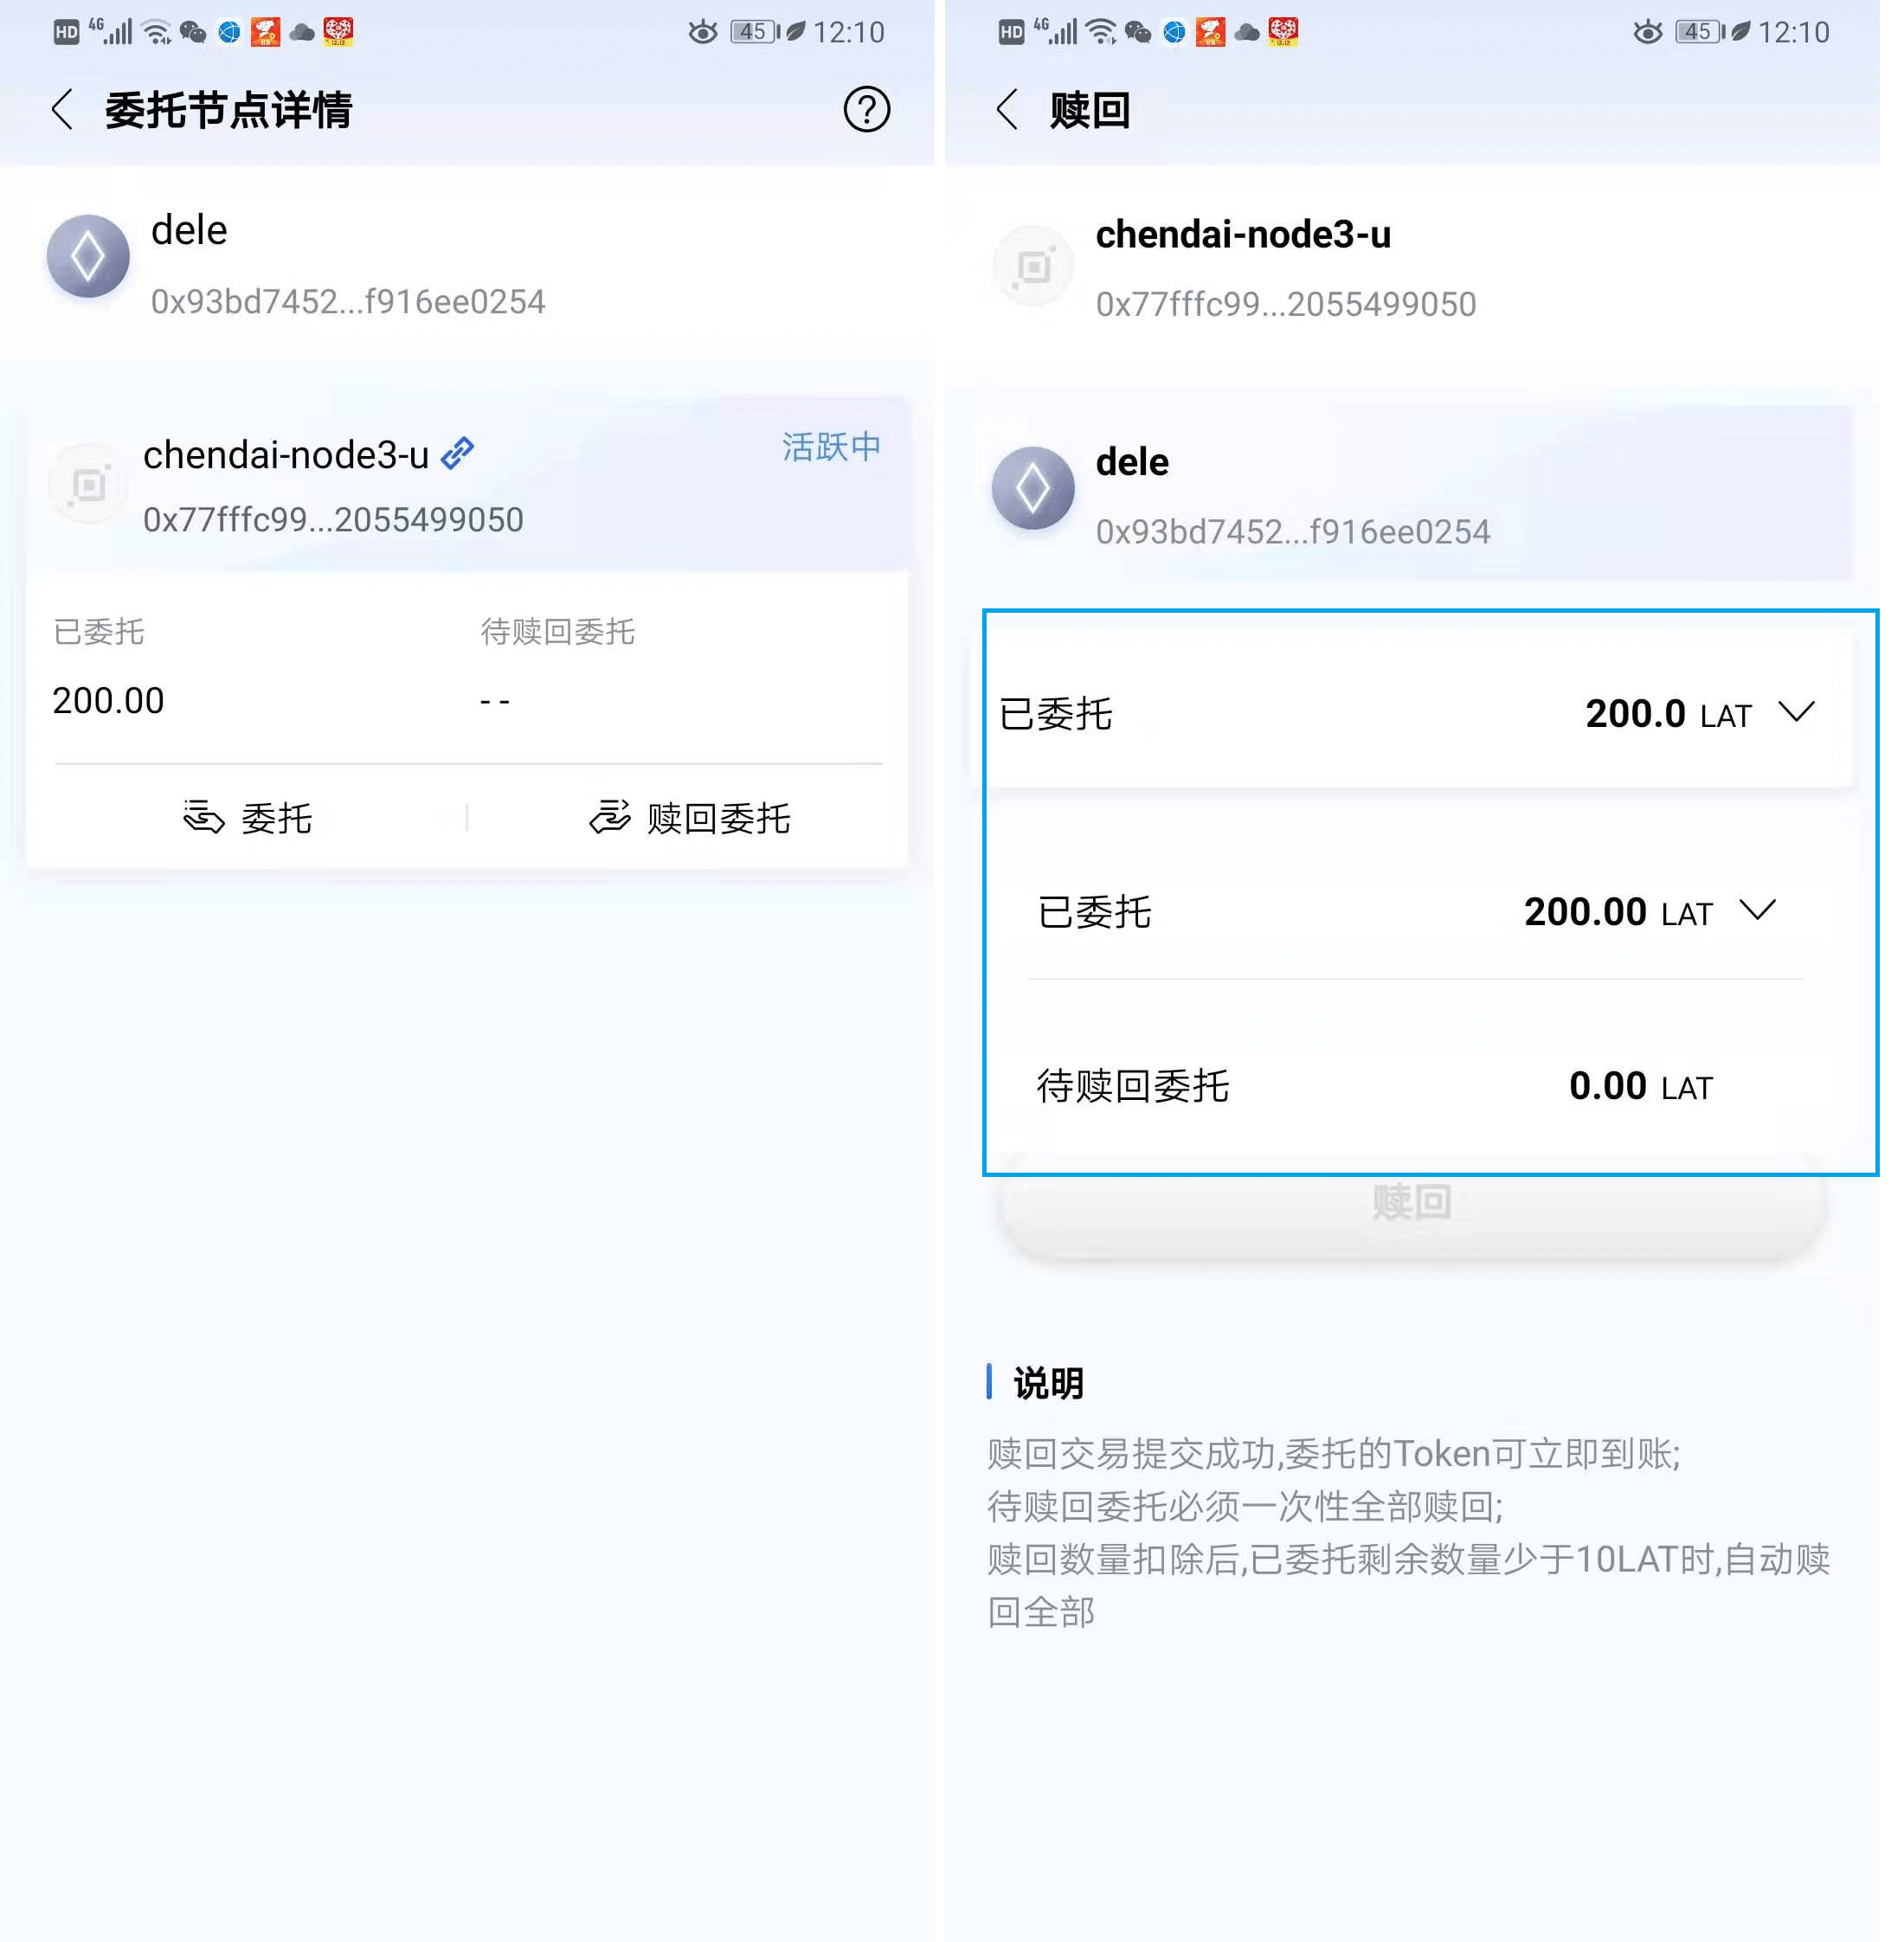 HD 4G 45 12:10
委托节点详情
dele
0x93bd7452...f916ee0254
chendai-node3-u
活跃中
0x77fffc99...2055499050
已委托 待赎回委托
200.00 - -
委托 赎回委托
HD 4G 45 12:10
赎回
chendai-node3-u
0x77fffc99...2055499050
dele
0x93bd7452...f916ee0254
已委托 200.0 LAT
已委托 200.00 LAT
待赎回委托 0.00 LAT
赎回
说明
赎回交易提交成功,委托的Token可立即到账;
待赎回委托必须一次性全部赎回;
赎回数量扣除后,已委托剩余数量少于10LAT时,自动赎
回全部